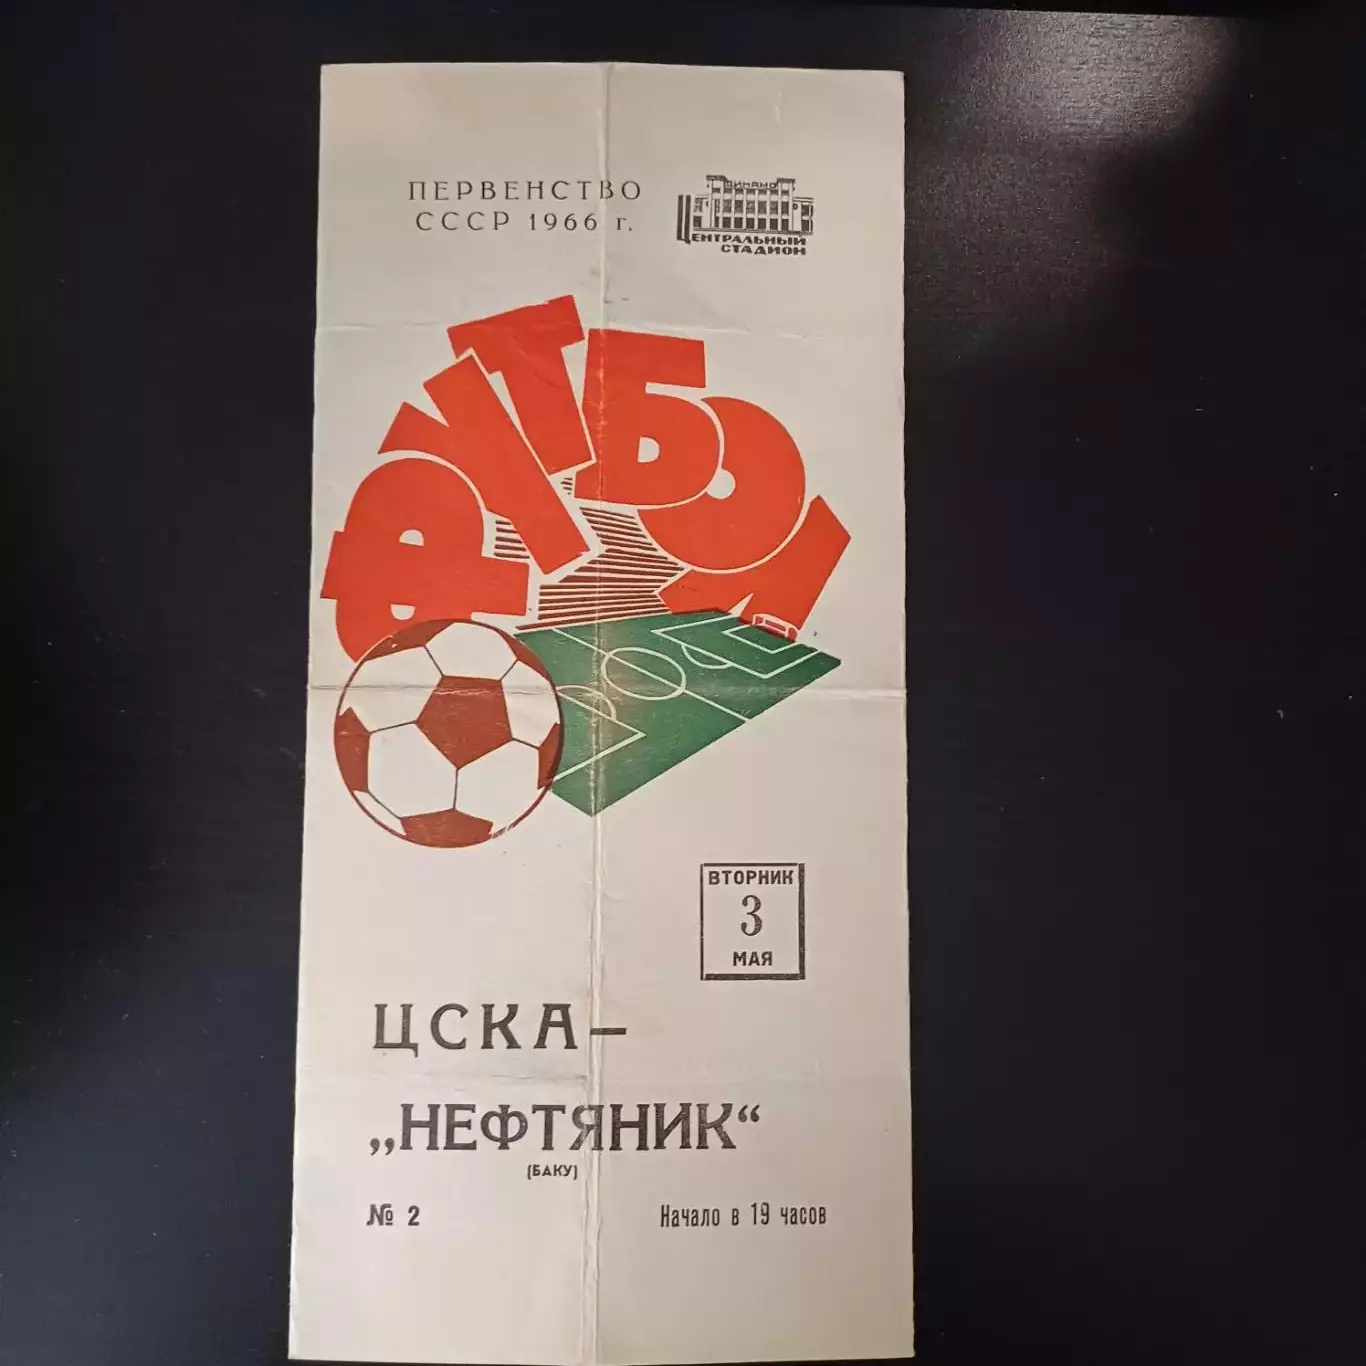 ПЕРВЕНСТВО
СССР 1966 г.
ДИНАМО
ЦЕНТРАЛЬНЫЙ
СТАДИОН
ФУТБОЛ
ВТОРНИК
3
МАЯ
ЦСКА –
„НЕФТЯНИК“
(БАКУ)
№ 2
Начало в 19 часов